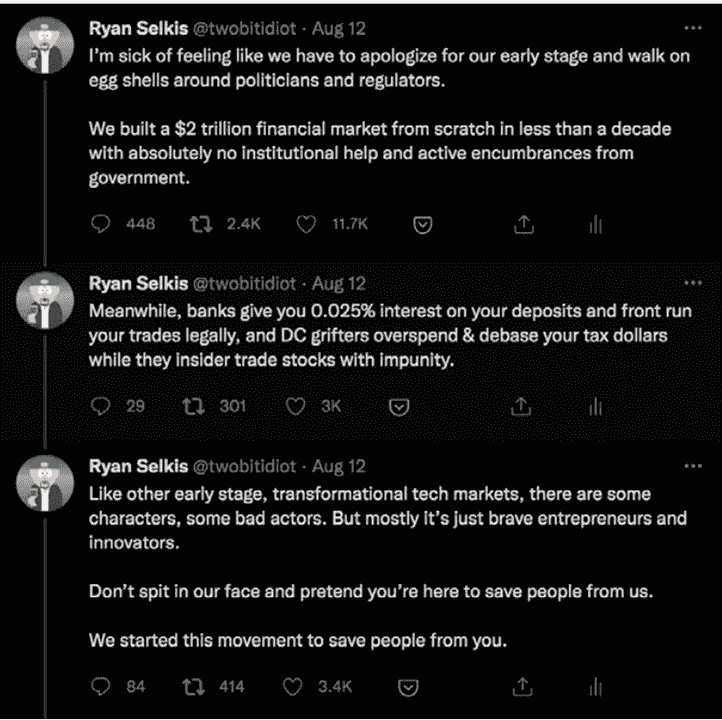 Ryan Selkis @twobitidiot · Aug 12
I'm sick of feeling like we have to apologize for our early stage and walk on
egg shells around politicians and regulators.
We built a $2 trillion financial market from scratch in less than a decade
with absolutely no institutional help and active encumbrances from
government.
448 2.4K 11.7K
Ryan Selkis @twobitidiot · Aug 12
Meanwhile, banks give you 0.025% interest on your deposits and front run
your trades legally, and DC grifters overspend & debase your tax dollars
while they insider trade stocks with impunity.
29 301 3K
Ryan Selkis @twobitidiot · Aug 12
Like other early stage, transformational tech markets, there are some
characters, some bad actors. But mostly it's just brave entrepreneurs and
innovators.
Don't spit in our face and pretend you're here to save people from us.
We started this movement to save people from you.
84 414 3.4K